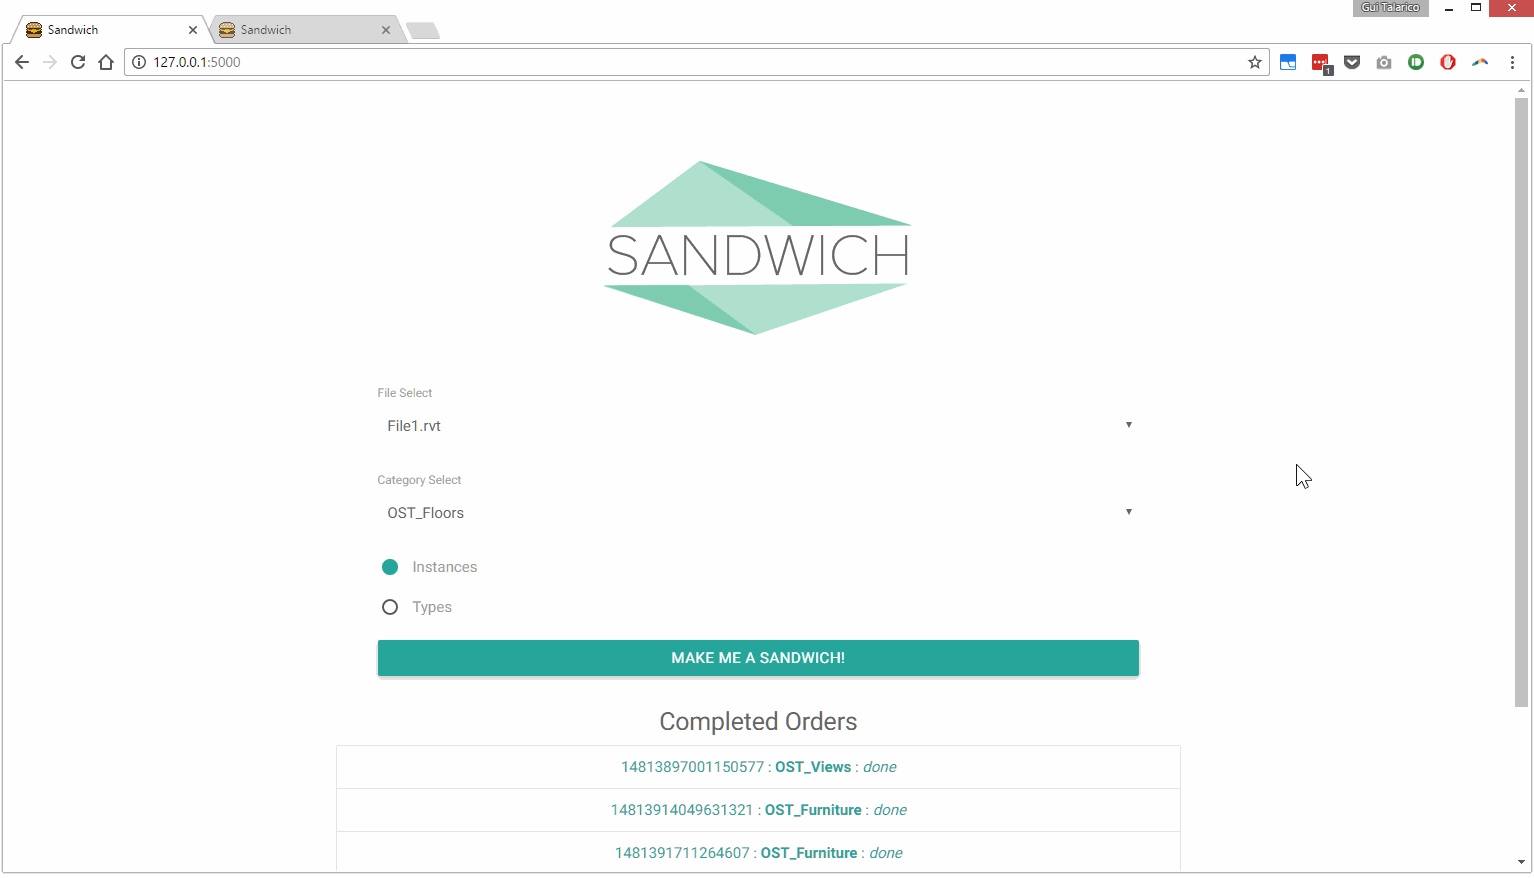 Gui Talarico
Sandwich
Sandwich
127.0.0.1:5000
1
SANDWICH
File Select
File1.rvt
Category Select
OST_Floors
Instances
Types
MAKE ME A SANDWICH!
Completed Orders
14813897001150577 : OST_Views : done
14813914049631321 : OST_Furniture : done
1481391711264607 : OST_Furniture : done